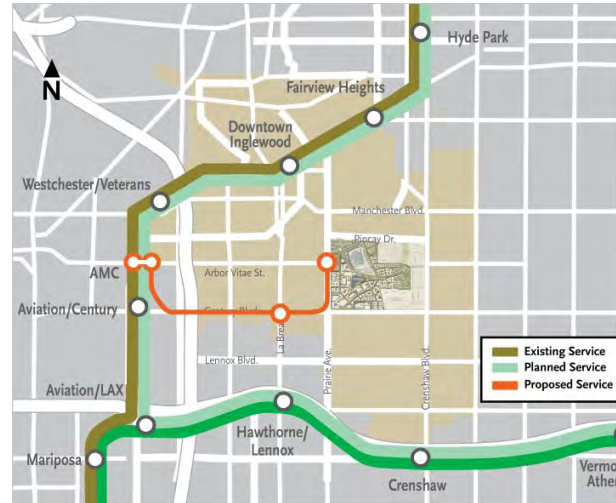 Hyde Park
N
Fairview Heights
Downtown
Inglewood
Westchester/Veterans
Manchester Blvd.
Pincay Dr.
AMC
Arbor Vitae St.
Aviation/Century
Century Blvd.
La Brea
Lennox Blvd.
Prairie Ave.
Crenshaw Blvd.
Existing Service
Planned Service
Proposed Service
Aviation/LAX
Hawthorne/
Lennox
Mariposa
Crenshaw